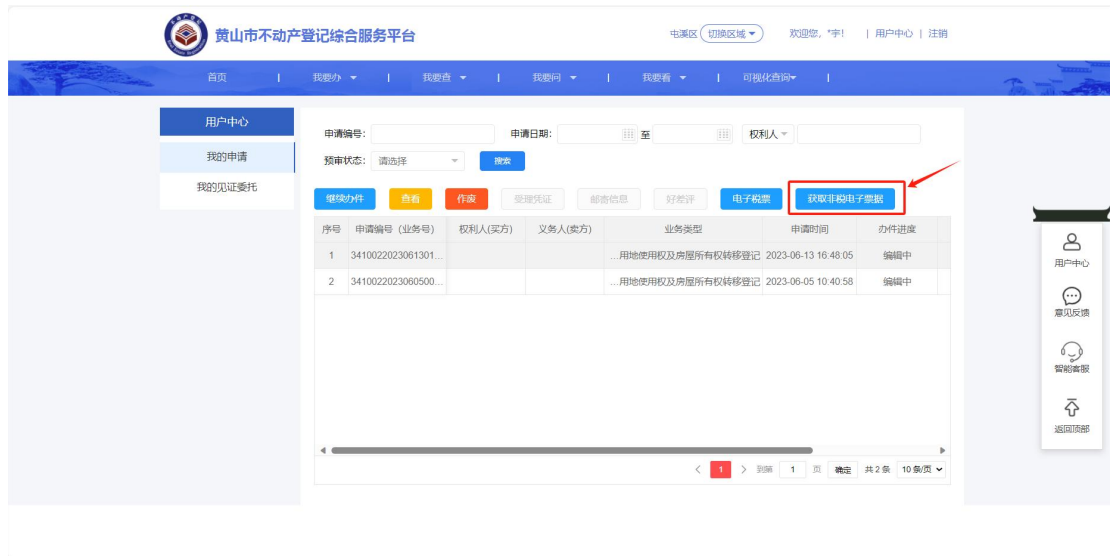 黄山市不动产登记综合服务平台
屯溪区 切换区域 欢迎您，*宇！ | 用户中心 | 注销
首页 | 我要办 | 我要查 | 我要问 | 我要看 | 可视化查询 |
用户中心
我的申请
我的见证委托
申请编号： 申请日期： 至 权利人
预审状态： 请选择 搜索
继续办件 查看 作废 受理凭证 邮寄信息 好差评 电子税票 获取非税电子票据
序号 申请编号（业务号） 权利人(买方) 义务人(卖方) 业务类型 申请时间 办件进度
1 3410022023061301... ...用地使用权及房屋所有权转移登记 2023-06-13 16:48:05 编辑中
2 3410022023060500... ...用地使用权及房屋所有权转移登记 2023-06-05 10:40:58 编辑中
1 到第 1 页 确定 共 2 条 10 条/页
用户中心
意见反馈
智能客服
返回顶部